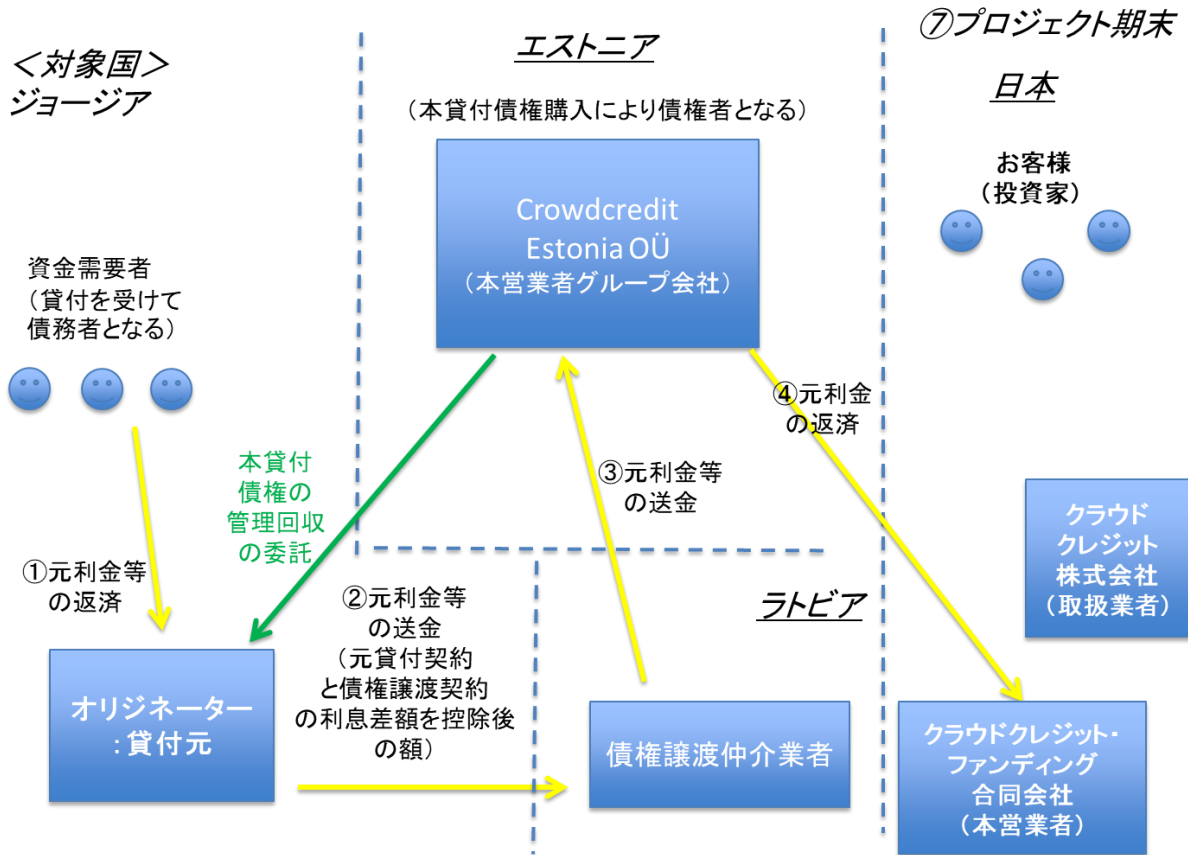 ＜対象国＞
ジョージア
エストニア
⑦プロジェクト期末
日本
（本貸付債権購入により債権者となる）
Crowdcredit
Estonia OÜ
（本営業者グループ会社）
お客様
（投資家）
資金需要者
（貸付を受けて
債務者となる）
④元利金
の返済
本貸付
債権の
管理回収
の委託
③元利金等
の送金
クラウド
クレジット
株式会社
（取扱業者）
①元利金等
の返済
②元利金等
の送金
（元貸付契約
と債権譲渡契約
の利息差額を控除後
の額）
ラトビア
オリジネーター
：貸付元
債権譲渡仲介業者
クラウドクレジット・
ファンディング
合同会社
（本営業者）